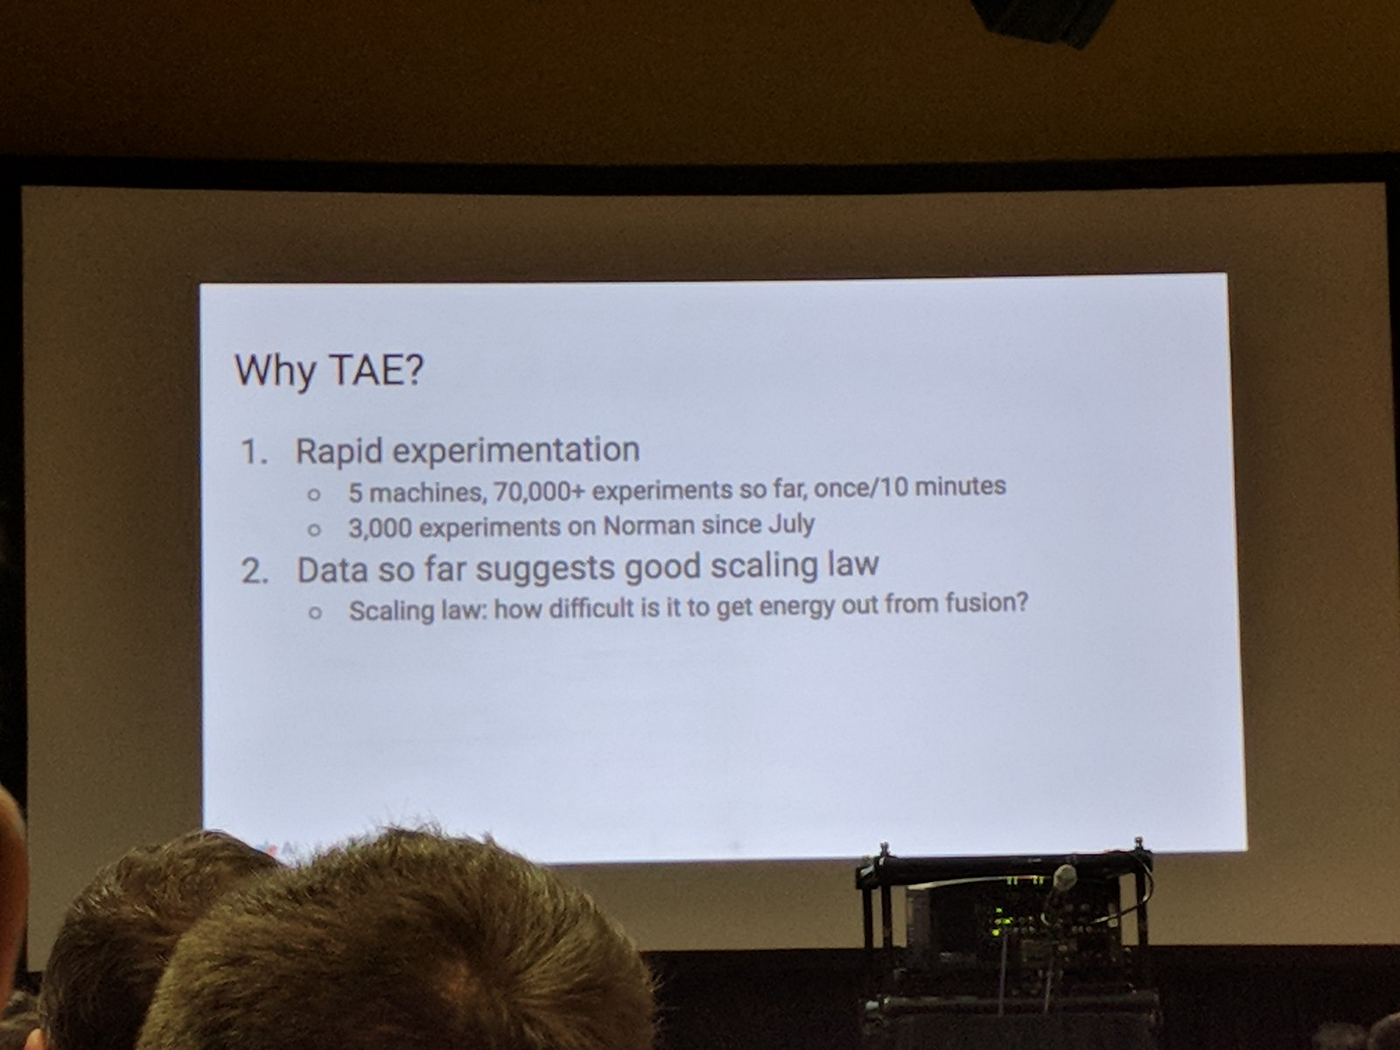 Why TAE?
1. Rapid experimentation
○ 5 machines, 70,000+ experiments so far, once/10 minutes
○ 3,000 experiments on Norman since July
2. Data so far suggests good scaling law
○ Scaling law: how difficult is it to get energy out from fusion?